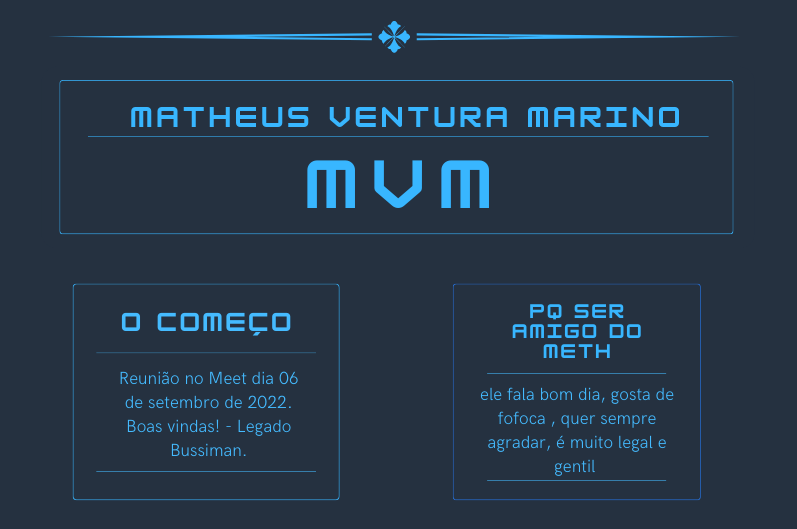 MATHEUS VENTURA MARINO
MVM
O COMEÇO
Reunião no Meet dia 06
de setembro de 2022.
Boas vindas! - Legado
Bussiman.
PQ SER
AMIGO DO
METH
ele fala bom dia, gosta de
fofoca , quer sempre
agradar, é muito legal e
gentil